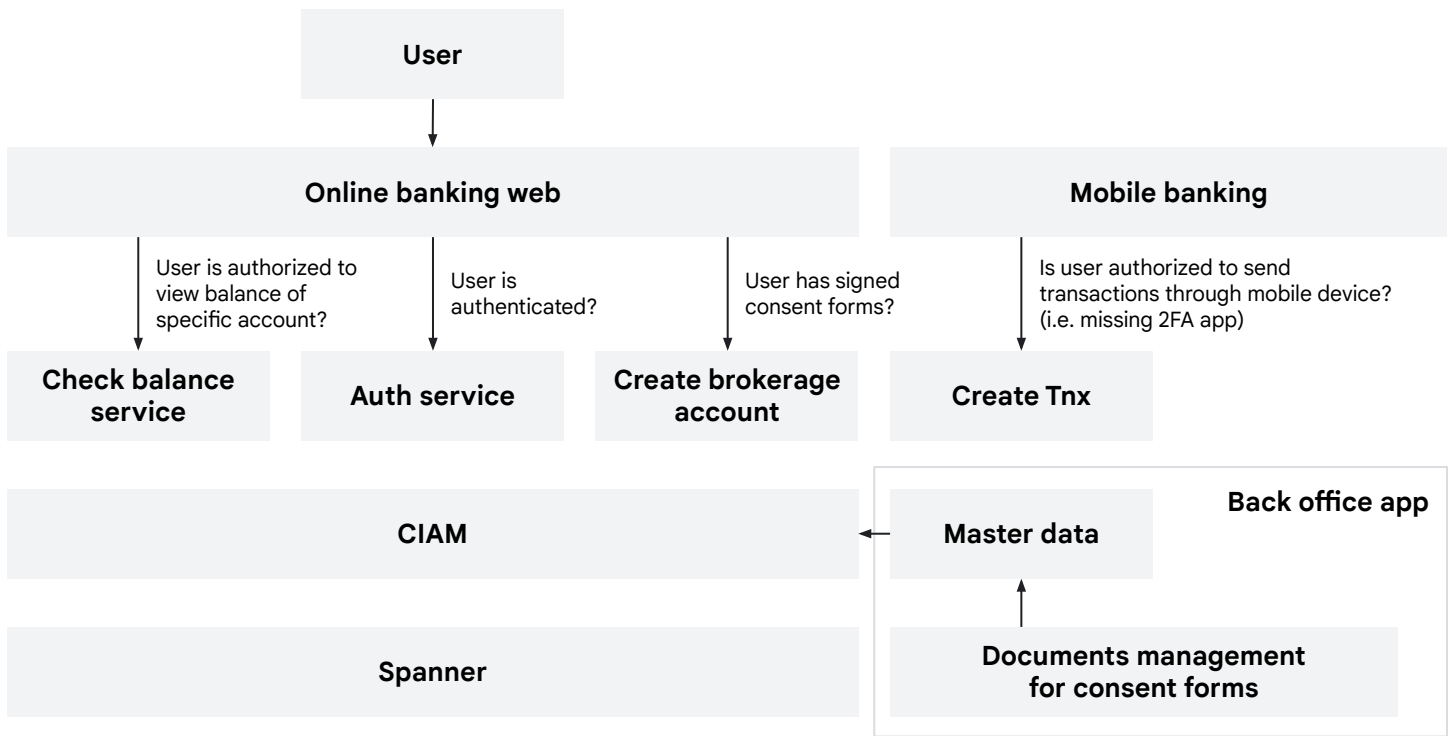 User
Online banking web
Mobile banking
User is authorized to
view balance of
specific account?
User is
authenticated?
User has signed
consent forms?
Is user authorized to send
transactions through mobile device?
(i.e. missing 2FA app)
Check balance
service
Auth service
Create brokerage
account
Create Tnx
Back office app
CIAM
Master data
Spanner
Documents management
for consent forms